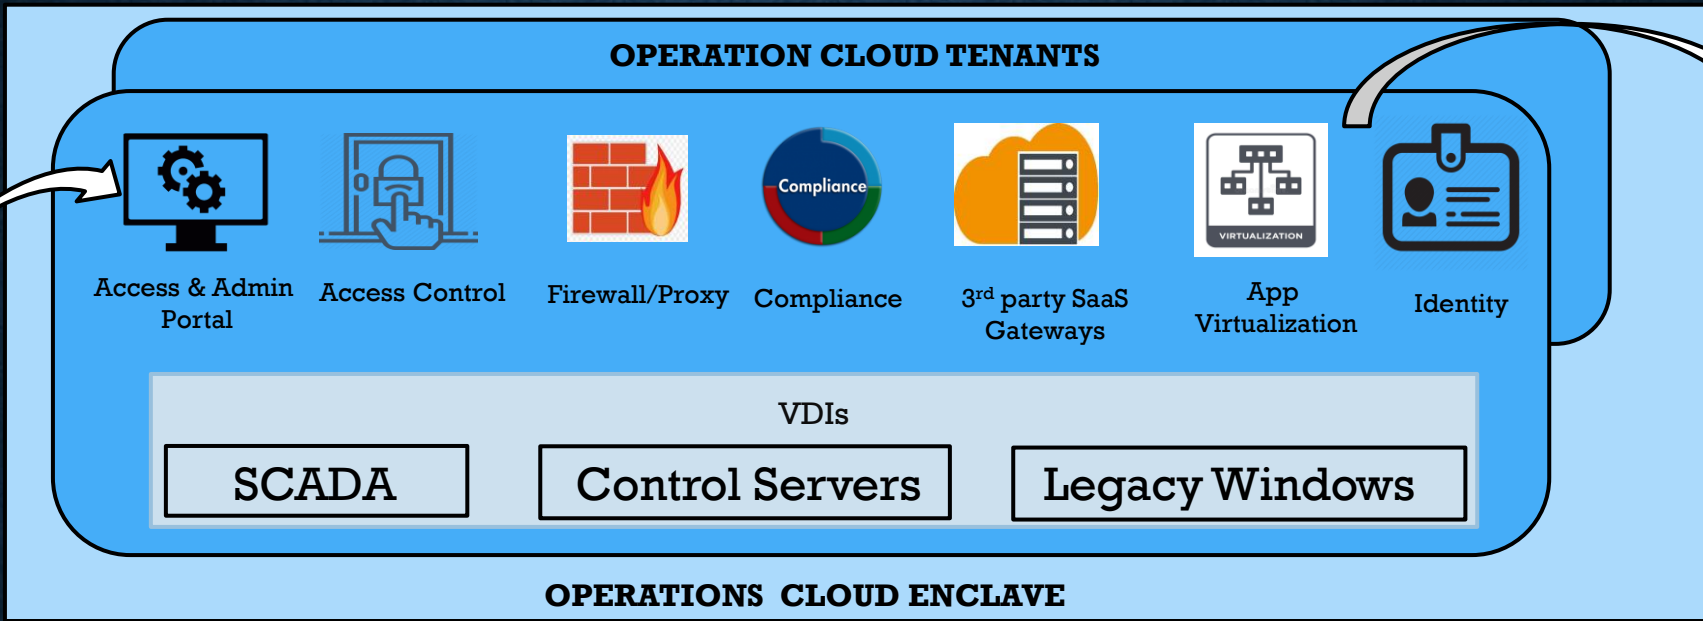 OPERATION CLOUD TENANTS
Compliance
VIRTUALIZATION
Access & Admin
Portal
Access Control
Firewall/Proxy
Compliance
3rd party SaaS
Gateways
App
Virtualization
Identity
VDIs
SCADA
Control Servers
Legacy Windows
OPERATIONS CLOUD ENCLAVE